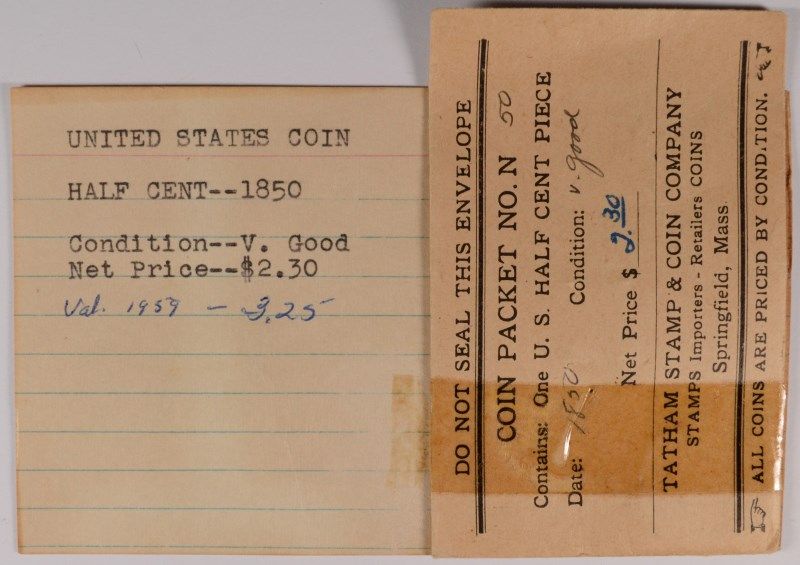 UNITED STATES COIN
HALF CENT--1850
Condition--V. Good
Net Price--$2.30
Val. 1959 - 3.25
DO NOT SEAL THIS ENVELOPE
COIN PACKET NO. N 50
Contains: One U. S. HALF CENT PIECE
Date: 1850 Condition: V. good
Net Price $ 2.30
TATHAM STAMP & COIN COMPANY
STAMPS Importers - Retailers COINS
Springfield, Mass
ALL COINS ARE PRICED BY CONDITION.